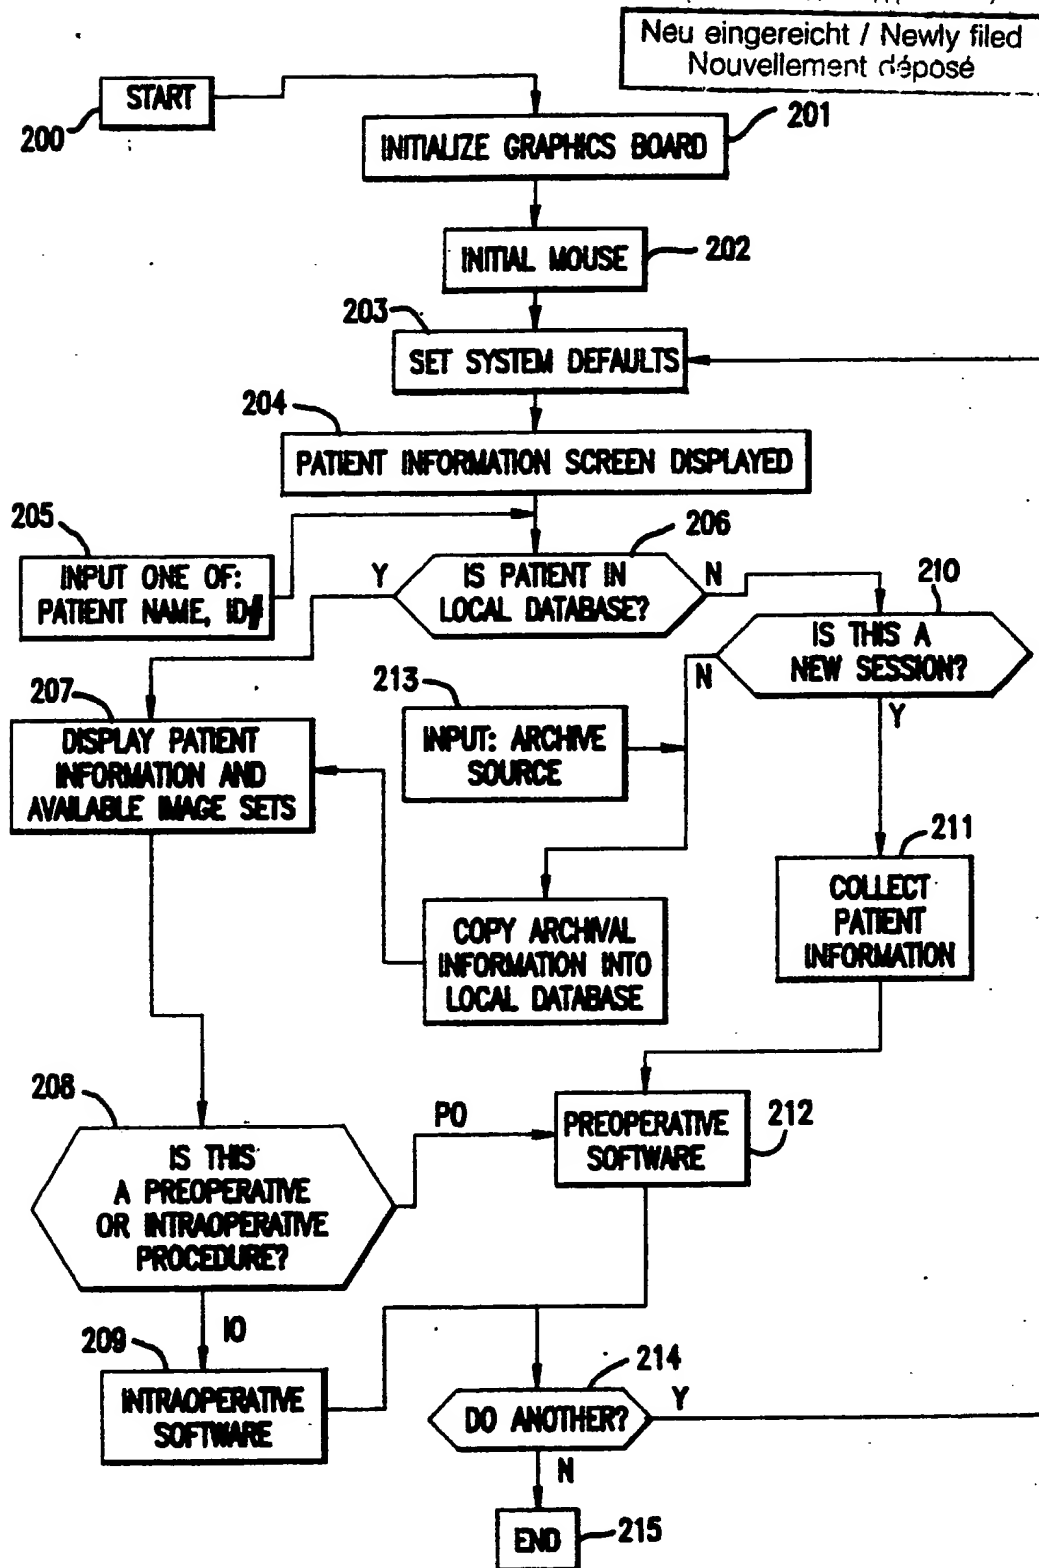 Neu eingereicht / Newly filed
Nouvellement déposé
START
200
201
INITIALIZE GRAPHICS BOARD
INITIAL MOUSE
202
203
SET SYSTEM DEFAULTS
204
PATIENT INFORMATION SCREEN DISPLAYED
205
INPUT ONE OF:
PATIENT NAME, ID#
206
Y
IS PATIENT IN
LOCAL DATABASE?
N
210
IS THIS A
NEW SESSION?
N
Y
207
DISPLAY PATIENT
INFORMATION AND
AVAILABLE IMAGE SETS
213
INPUT: ARCHIVE
SOURCE
COPY ARCHIVAL
INFORMATION INTO
LOCAL DATABASE
211
COLLECT
PATIENT
INFORMATION
208
IS THIS
A PREOPERATIVE
OR INTRAOPERATIVE
PROCEDURE?
PO
PREOPERATIVE
SOFTWARE
212
IO
209
INTRAOPERATIVE
SOFTWARE
214
DO ANOTHER?
Y
N
END
215